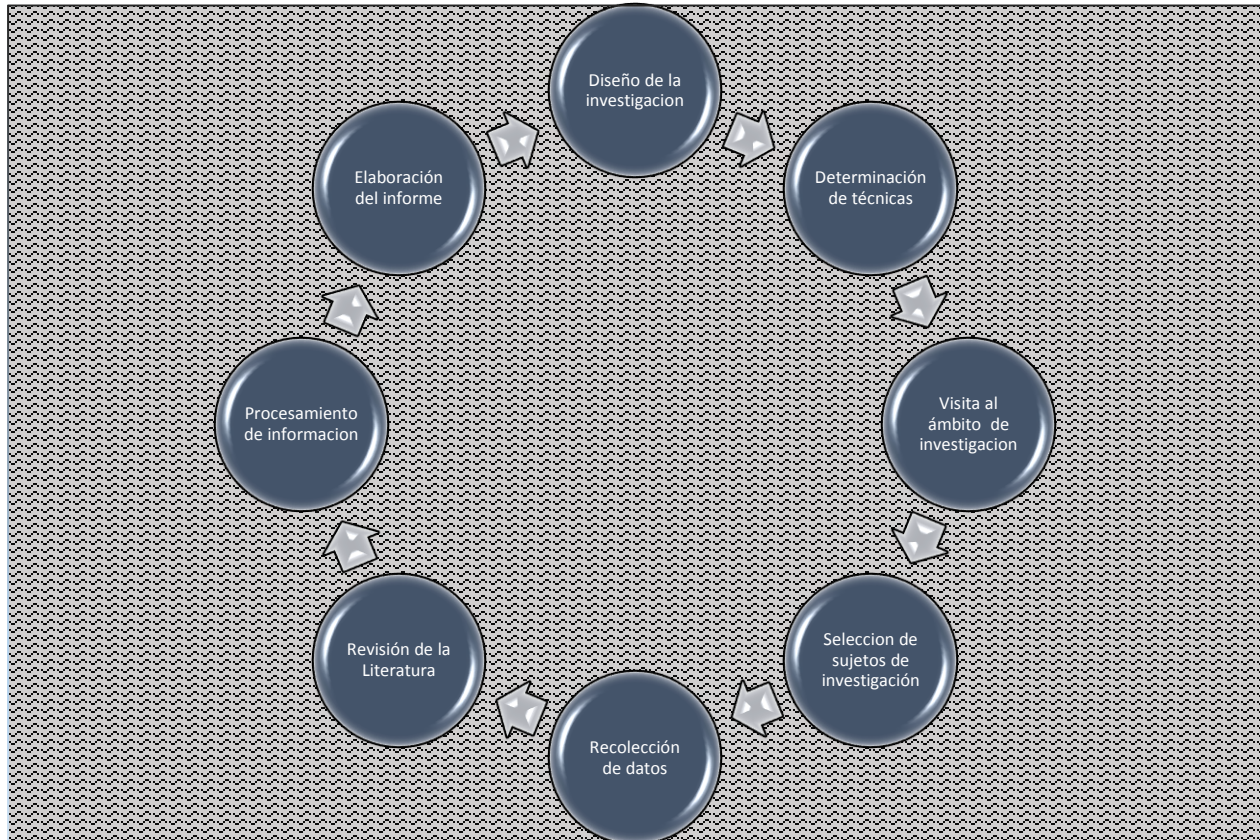 Diseño de la
investigacion
Determinación
de técnicas
Visita al
ámbito de
investigacion
Seleccion de
sujetos de
investigación
Recolección
de datos
Revisión de la
Literatura
Procesamiento
de informacion
Elaboración
del informe